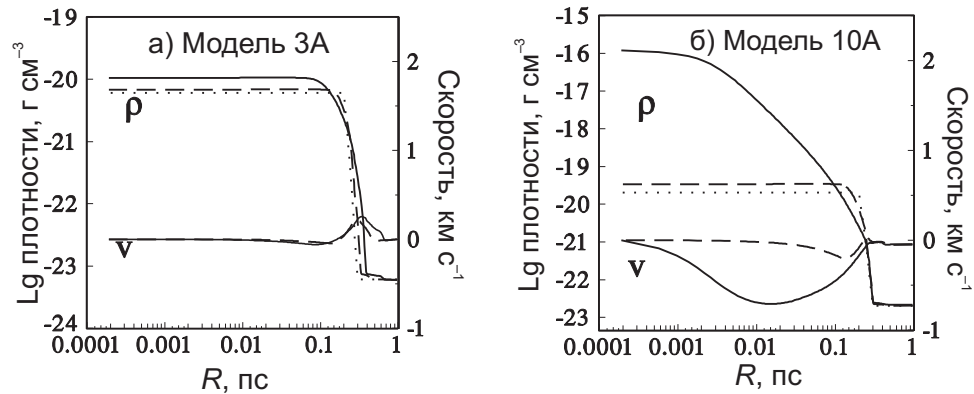 а) Модель 3А
Lg плотности, г см⁻³
-19
-20
-21
-22
-23
-24
ρ
v
2
1
0
-1
Скорость, км с⁻¹
0.0001 0.001 0.01 0.1 1
R, пс
б) Модель 10А
Lg плотности, г см⁻³
-15
-16
-17
-18
-19
-20
-21
-22
-23
ρ
v
2
1
0
-1
Скорость, км с⁻¹
0.0001 0.001 0.01 0.1 1
R, пс